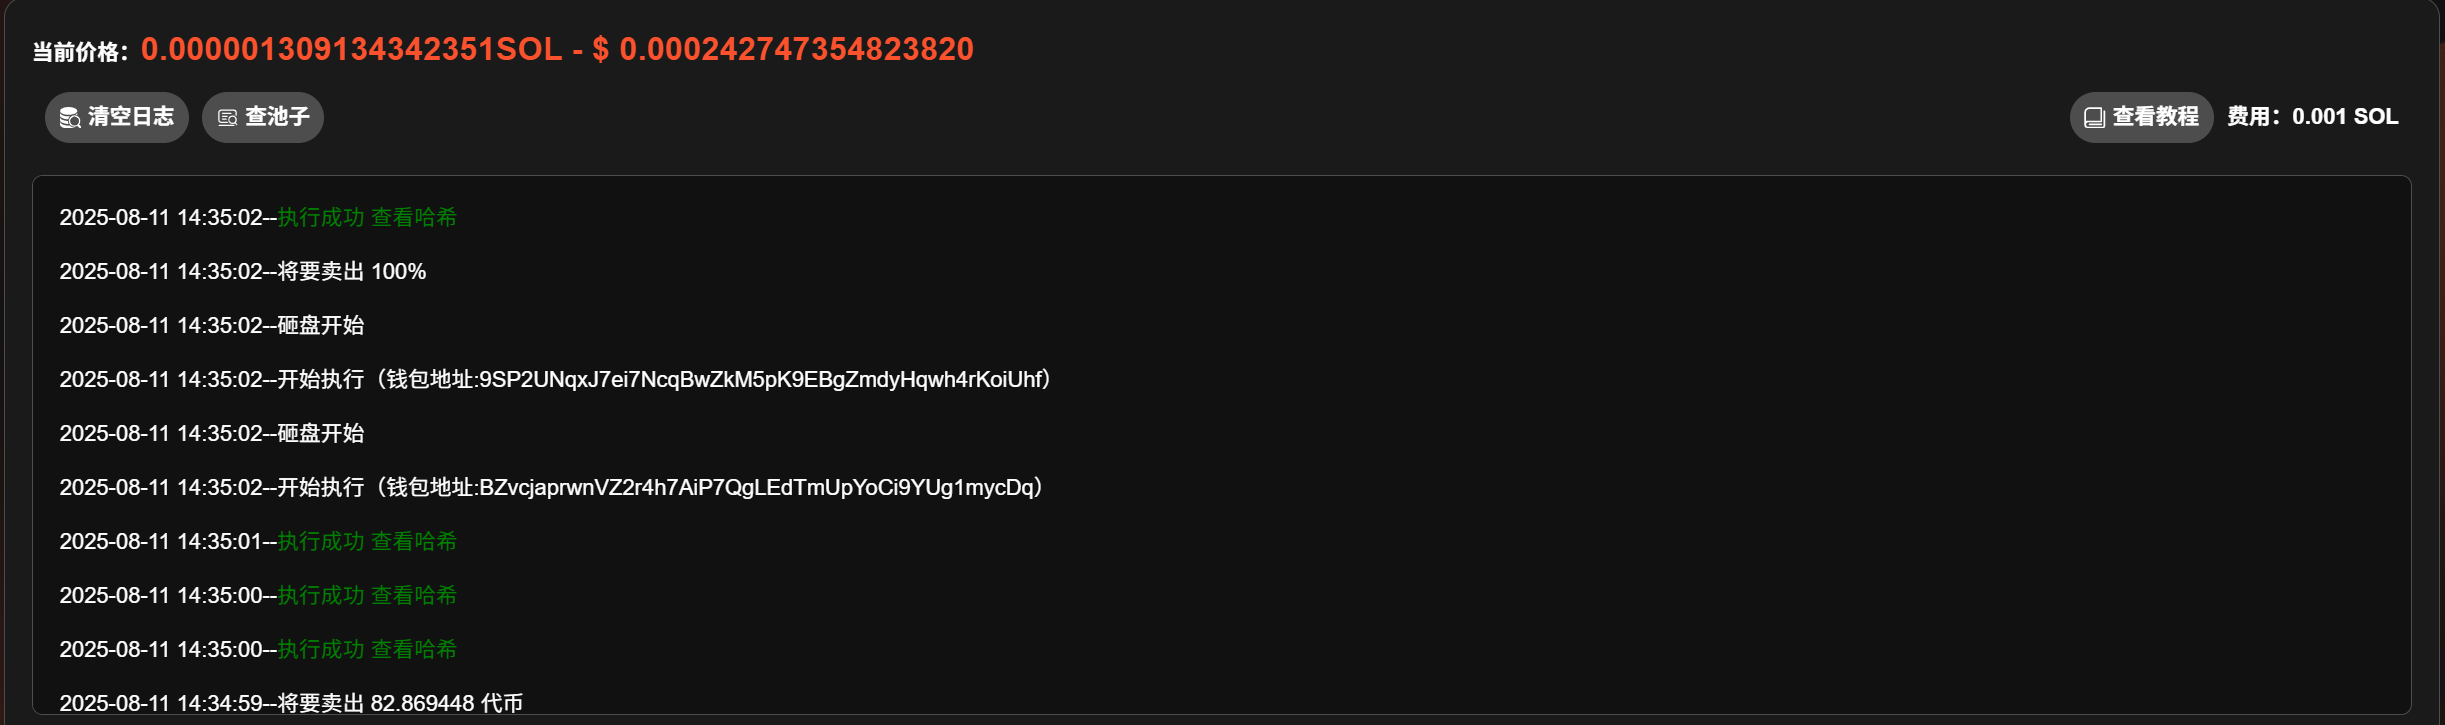 当前价格：0.000001309134342351SOL - $ 0.000242747354823820
清空日志 查池子 查看教程 费用：0.001 SOL
2025-08-11 14:35:02--执行成功 查看哈希
2025-08-11 14:35:02--将要卖出 100%
2025-08-11 14:35:02--砸盘开始
2025-08-11 14:35:02--开始执行（钱包地址:9SP2UNqxJ7ei7NcqBwZkM5pK9EBgZmdyHqwh4rKoiUhf）
2025-08-11 14:35:02--砸盘开始
2025-08-11 14:35:02--开始执行（钱包地址:BZvcjaprwnVZ2r4h7AiP7QgLEdTmUpYoCi9YUg1mycDq）
2025-08-11 14:35:01--执行成功 查看哈希
2025-08-11 14:35:00--执行成功 查看哈希
2025-08-11 14:35:00--执行成功 查看哈希
2025-08-11 14:34:59--将要卖出 82.869448 代币